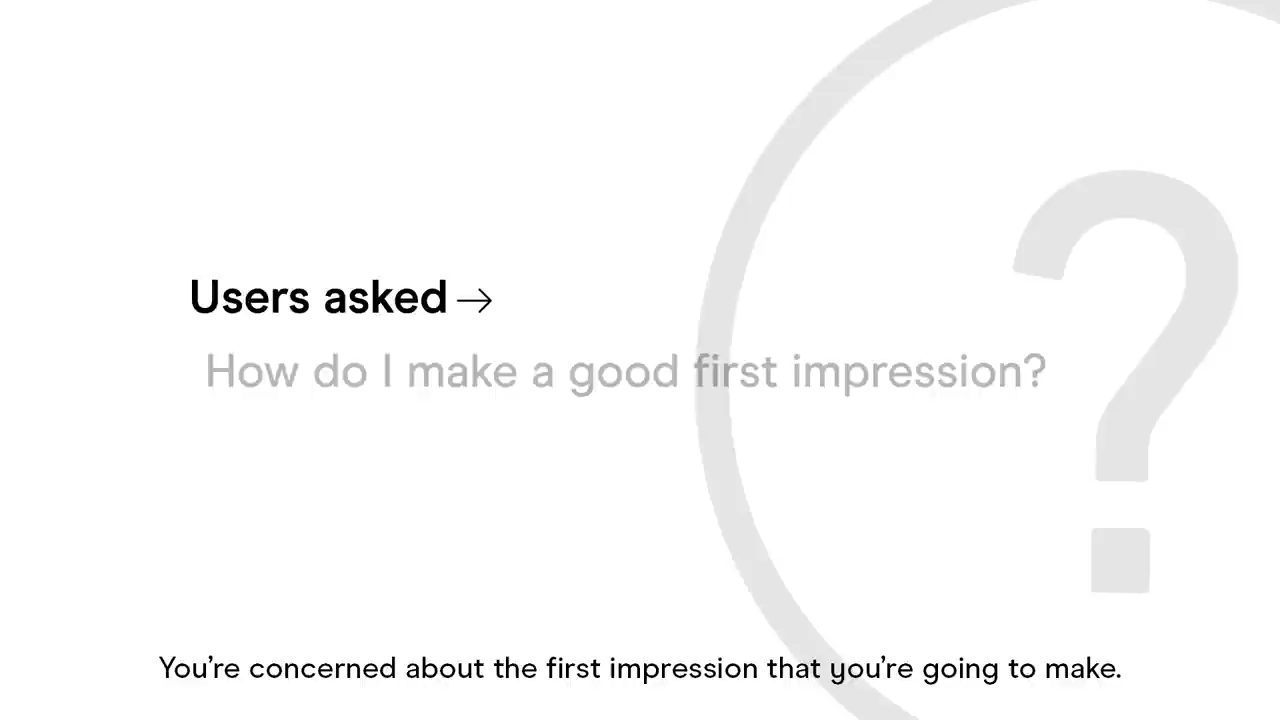 Users asked →
How do I make a good first impression?
?
You’re concerned about the first impression that you’re going to make.